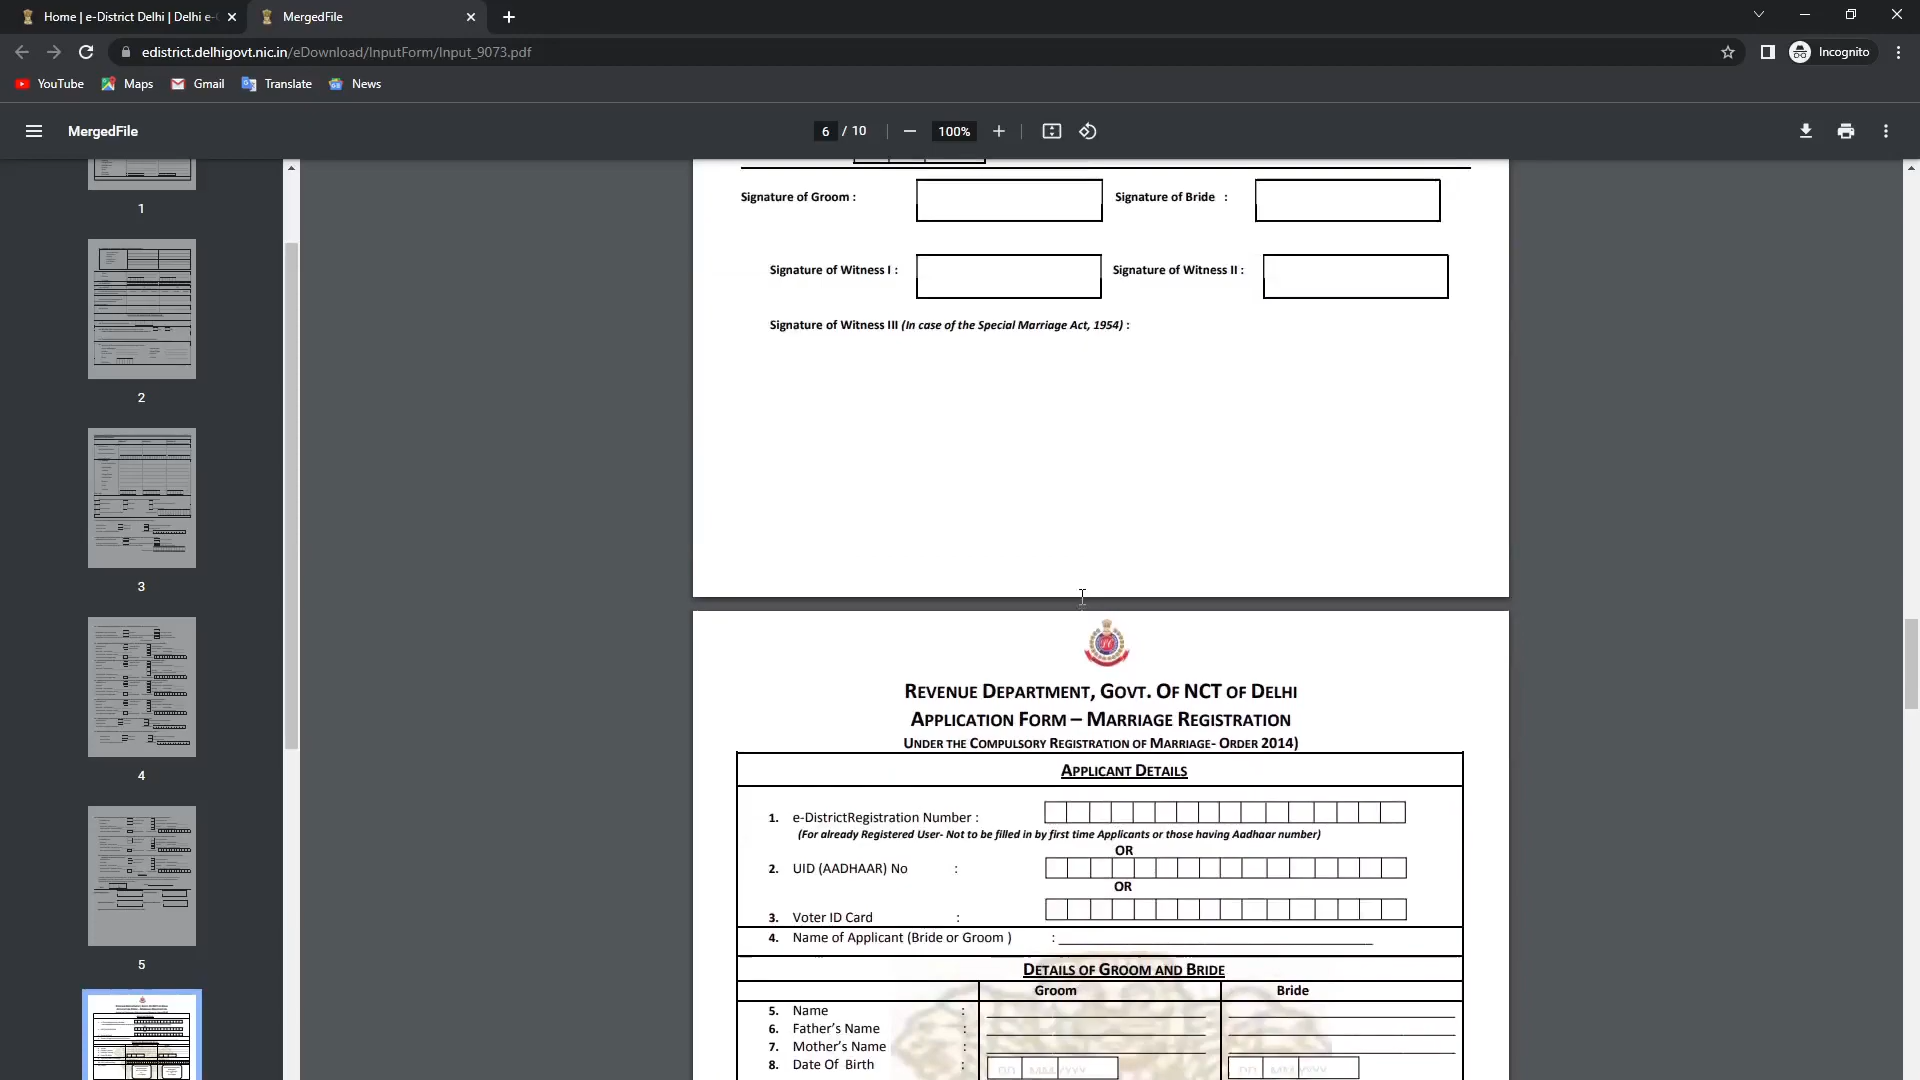 Home | e-District Delhi | Delhi e-
MergedFile
edistrict.delhigovt.nic.in/eDownload/InputForm/Input_9073.pdf
Incognito
YouTube
Maps
Gmail
Translate
News
MergedFile
6 / 10
100%
1
2
3
4
5
Signature of Groom :
Signature of Bride :
Signature of Witness I :
Signature of Witness II :
Signature of Witness III (In case of the Special Marriage Act, 1954) :
REVENUE DEPARTMENT, GOVT. OF NCT OF DELHI
APPLICATION FORM – MARRIAGE REGISTRATION
UNDER THE COMPULSORY REGISTRATION OF MARRIAGE- ORDER 2014)
APPLICANT DETAILS
1. e-DistrictRegistration Number :
(For already Registered User- Not to be filled in by first time Applicants or those having Aadhaar number)
OR
2. UID (AADHAAR) No :
OR
3. Voter ID Card :
4. Name of Applicant (Bride or Groom ) :
DETAILS OF GROOM AND BRIDE
Groom Bride
5. Name :
6. Father's Name :
7. Mother's Name :
8. Date Of Birth :